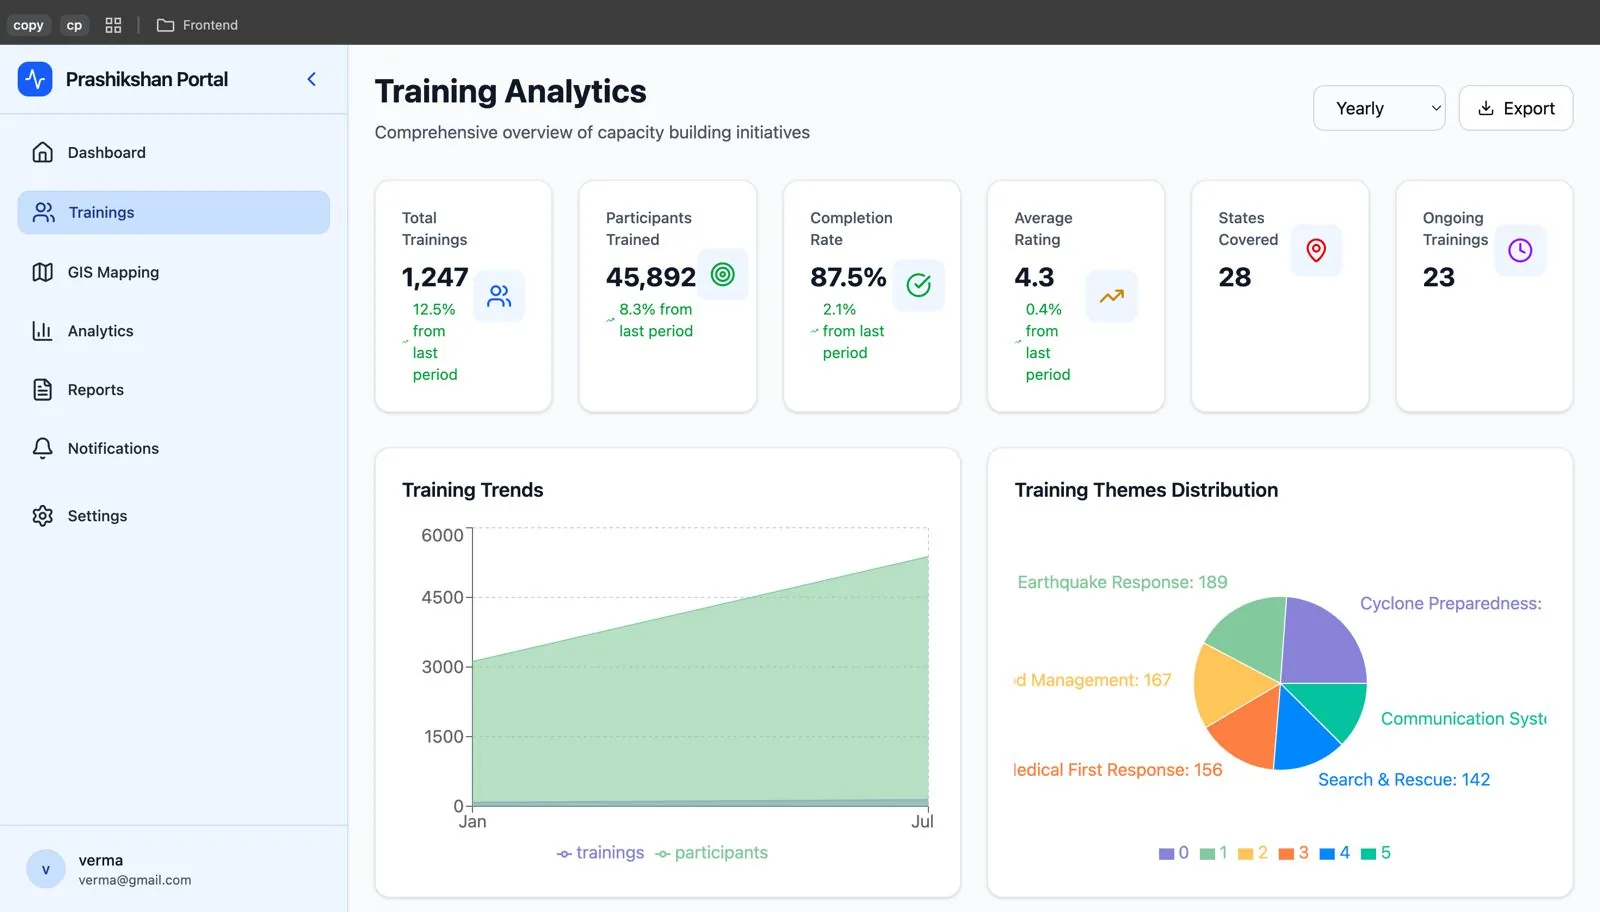 copy cp Frontend
Prashikshan Portal
Dashboard
Trainings
GIS Mapping
Analytics
Reports
Notifications
Settings
v
verma
verma@gmail.com
Training Analytics
Comprehensive overview of capacity building initiatives
Yearly
Export
Total
Trainings
1,247
12.5%
from
last
period
Participants
Trained
45,892
8.3% from
last period
Completion
Rate
87.5%
2.1%
from last
period
Average
Rating
4.3
0.4%
from
last
period
States
Covered
28
Ongoing
Trainings
23
Training Trends
6000
4500
3000
1500
0
Jan Jul
trainings participants
Training Themes Distribution
Earthquake Response: 189
Cyclone Preparedness:
d Management: 167
Communication Syst
edical First Response: 156
Search & Rescue: 142
0 1 2 3 4 5